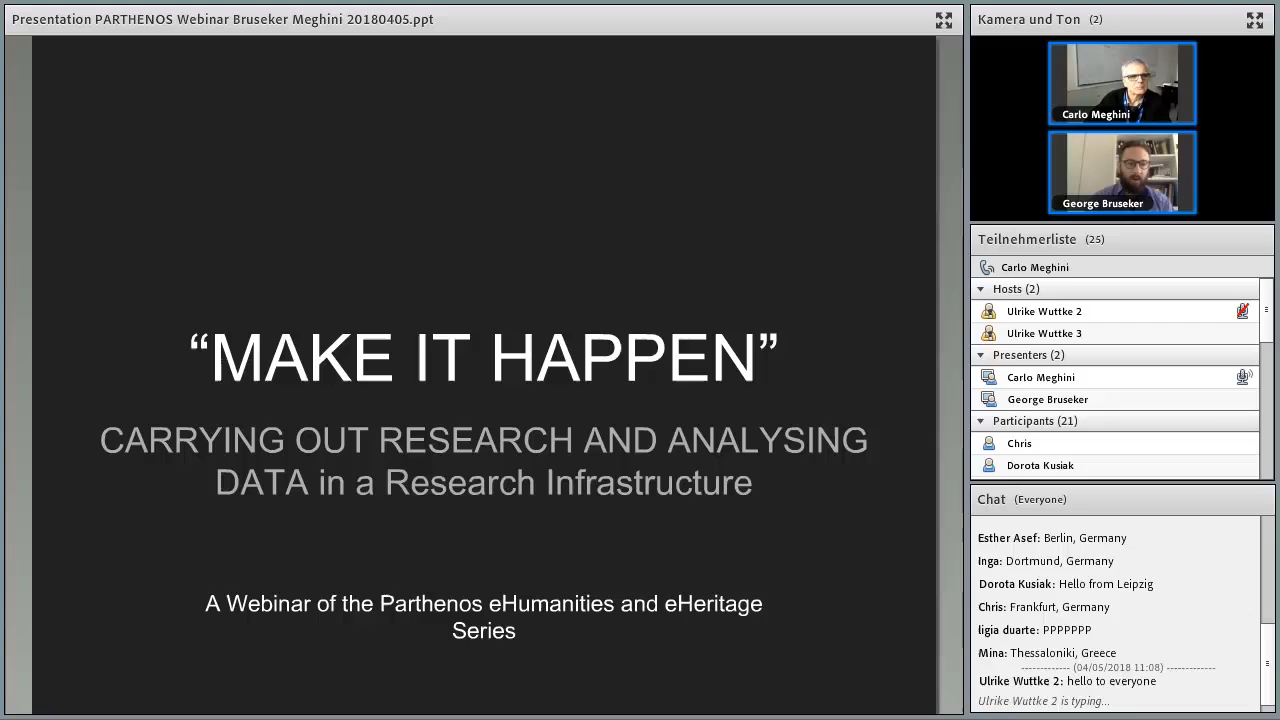 Presentation PARTHENOS Webinar Bruseker Meghini 20180405.ppt
“MAKE IT HAPPEN”
CARRYING OUT RESEARCH AND ANALYSING
DATA in a Research Infrastructure
A Webinar of the Parthenos eHumanities and eHeritage
Series
Kamera und Ton (2)
Carlo Meghini
George Bruseker
Teilnehmerliste (25)
Carlo Meghini
Hosts (2)
Ulrike Wuttke 2
Ulrike Wuttke 3
Presenters (2)
Carlo Meghini
George Bruseker
Participants (21)
Chris
Dorota Kusiak
Chat (Everyone)
Esther Asef: Berlin, Germany
Inga: Dortmund, Germany
Dorota Kusiak: Hello from Leipzig
Chris: Frankfurt, Germany
ligia duarte: PPPPPPP
Mina: Thessaloniki, Greece
------------- (04/05/2018 11:08) -------------
Ulrike Wuttke 2: hello to everyone
Ulrike Wuttke 2 is typing...